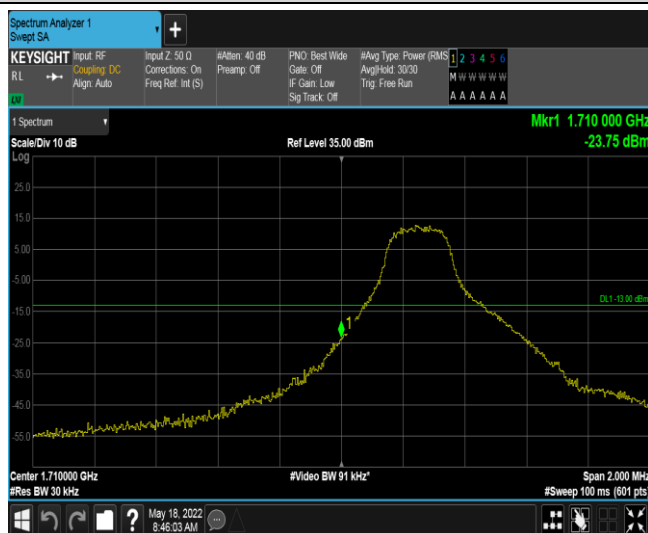 Spectrum Analyzer 1
Swept SA
KEYSIGHT Input: RF Input Z: 50 Ω #Atten: 40 dB PNO: Best Wide #Avg Type: Power (RMS 1 2 3 4 5 6
R L Coupling: DC Corrections: On Preamp: Off Gate: Off Avg|Hold: 30/30 M W W W W W
Align: Auto Freq Ref: Int (S) IF Gain: Low Trig: Free Run
Sig Track: Off A A A A A A
1 Spectrum Mkr1 1.710 000 GHz
Scale/Div 10 dB Ref Level 35.00 dBm -23.75 dBm
Log
25.0
15.0
5.00
-5.00
DL1 -13.00 dBm
-15.0
1
-25.0
-35.0
-45.0
-55.0
Center 1.710000 GHz #Video BW 91 kHz* Span 2.000 MHz
#Res BW 30 kHz #Sweep 100 ms (601 pts)
? May 18, 2022
8:46:03 AM